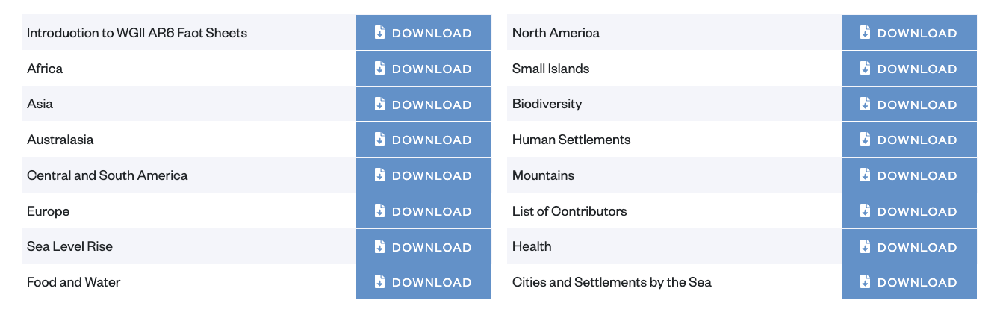 Introduction to WGII AR6 Fact Sheets DOWNLOAD
Africa DOWNLOAD
Asia DOWNLOAD
Australasia DOWNLOAD
Central and South America DOWNLOAD
Europe DOWNLOAD
Sea Level Rise DOWNLOAD
Food and Water DOWNLOAD
North America DOWNLOAD
Small Islands DOWNLOAD
Biodiversity DOWNLOAD
Human Settlements DOWNLOAD
Mountains DOWNLOAD
List of Contributors DOWNLOAD
Health DOWNLOAD
Cities and Settlements by the Sea DOWNLOAD